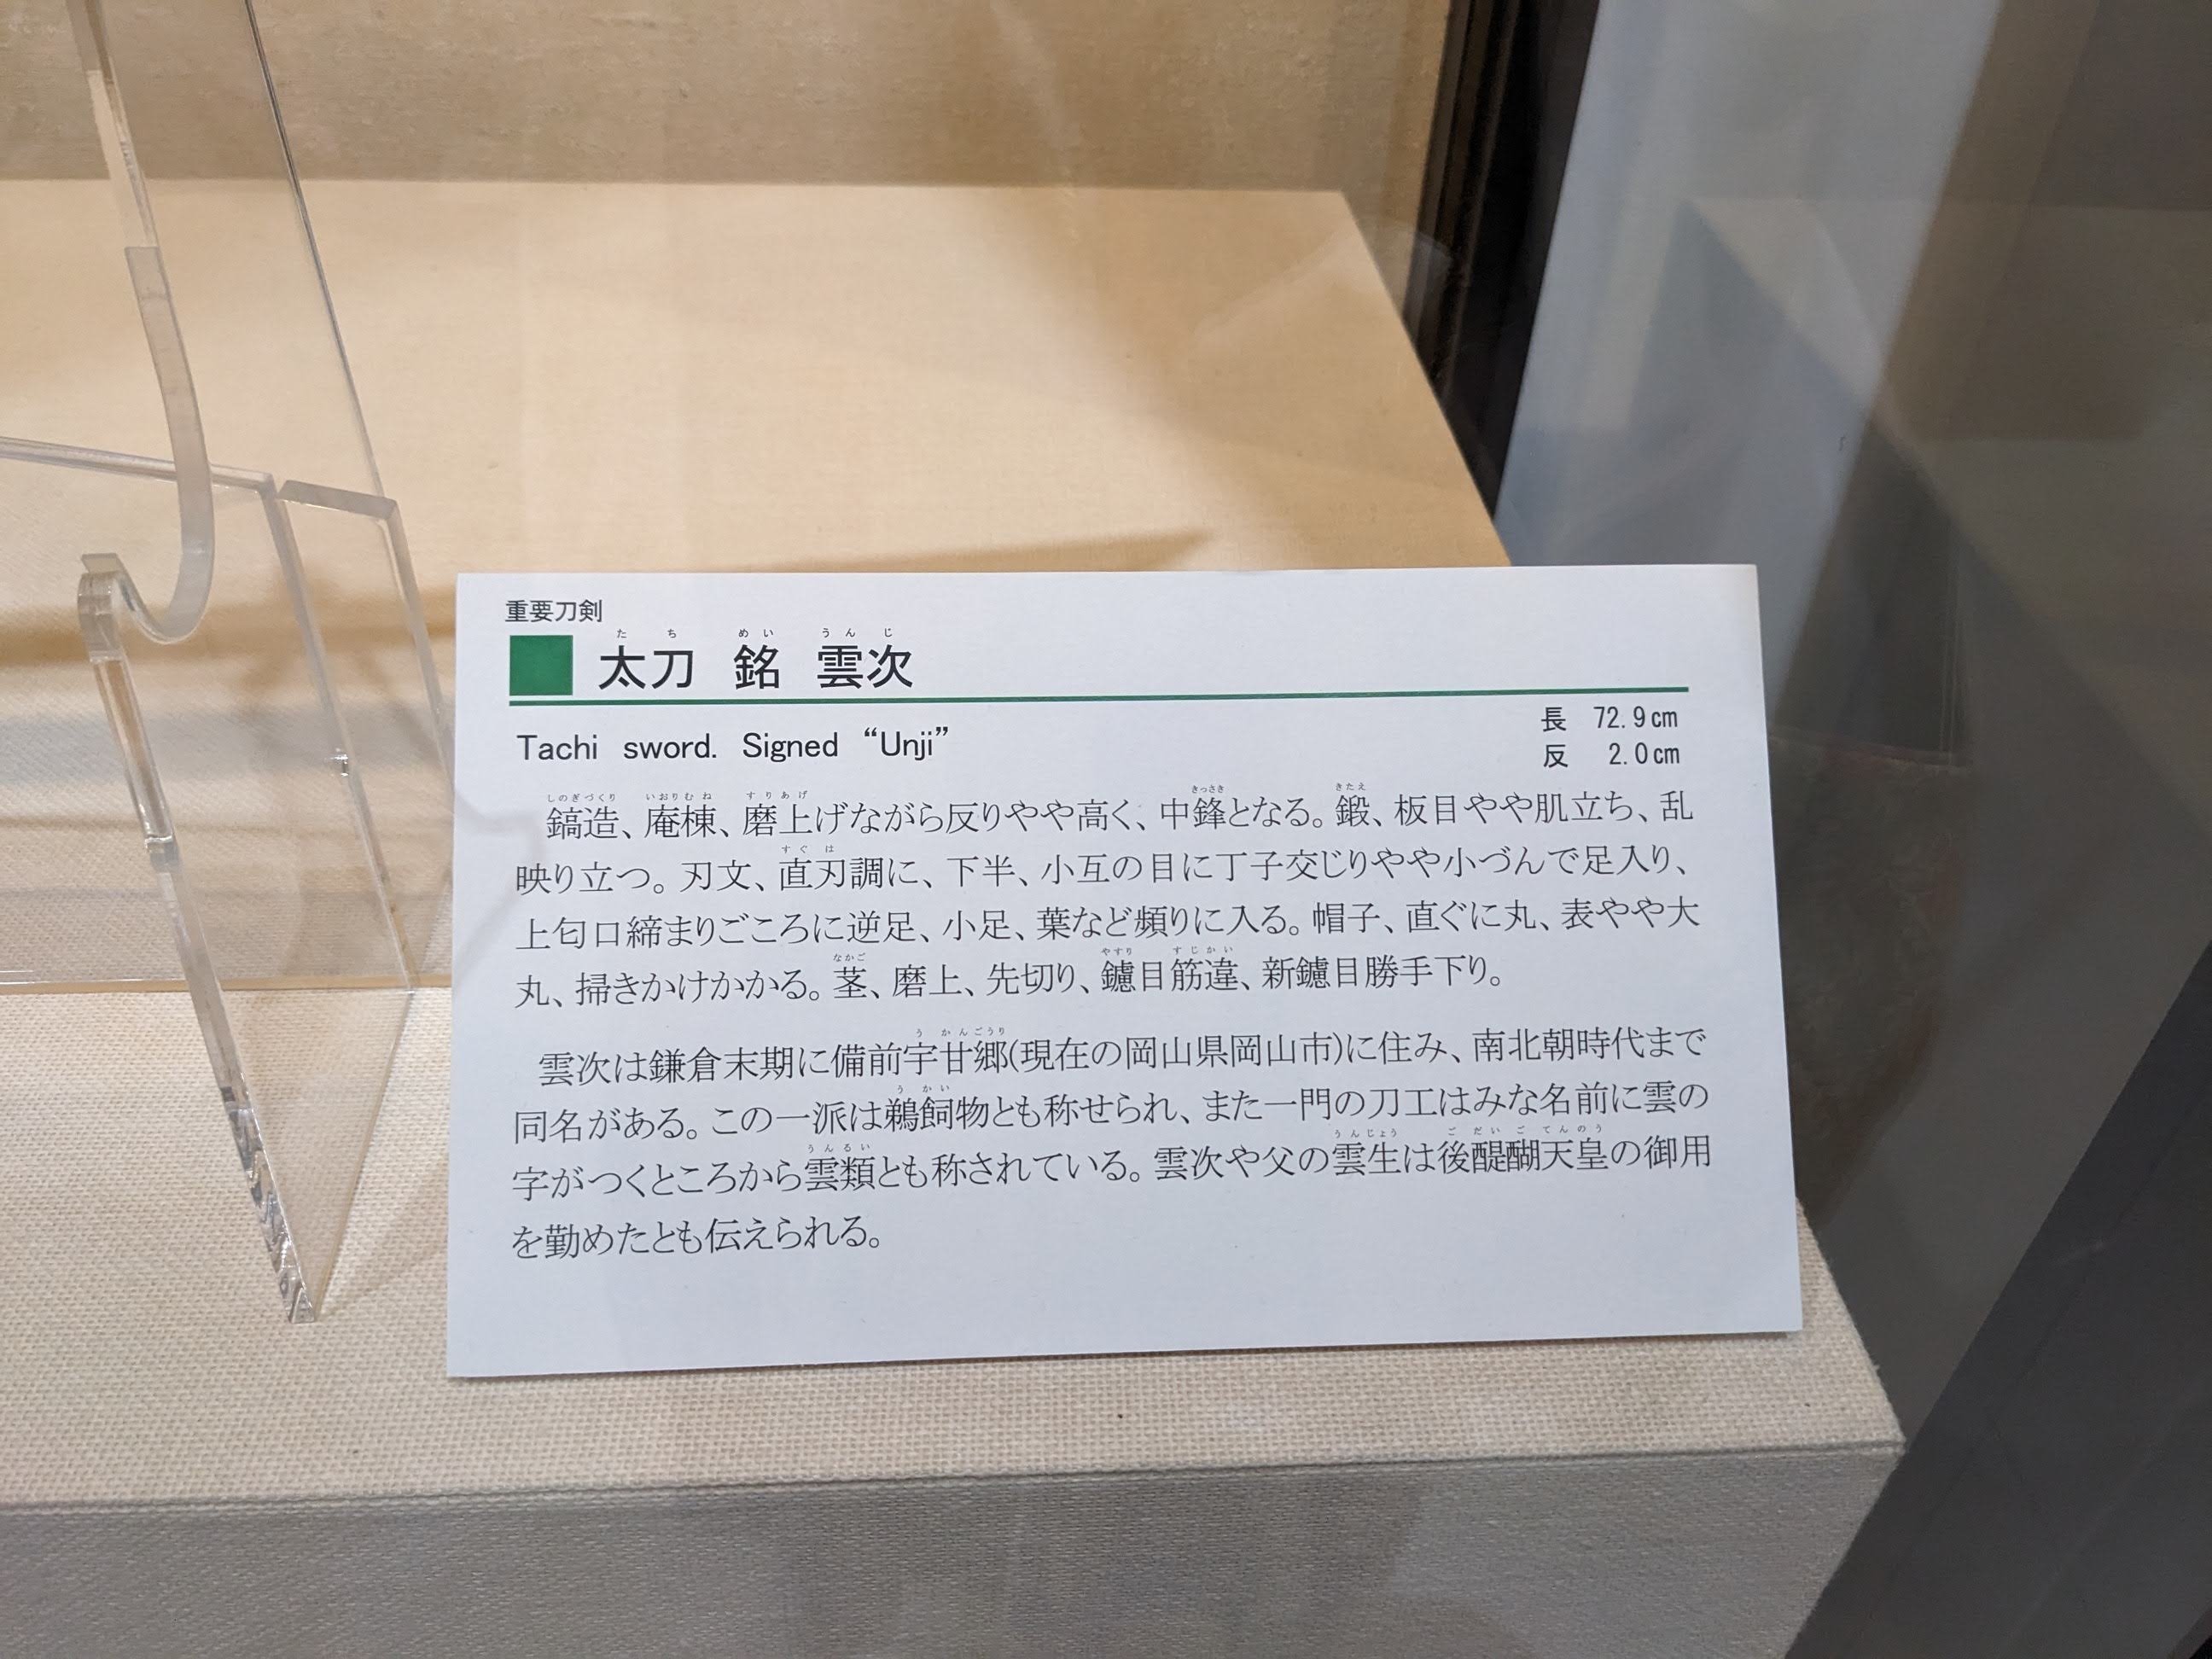 重要刀剣
太刀 銘 雲次
Tachi sword. Signed “Unji”
長 72.9cm
反 2.0cm
鎬造、庵棟、磨上げながら反りやや高く、中鋒となる。鍛、板目やや肌立ち、乱
映り立つ。刃文、直刃調に、下半、小互の目に丁子交じりやや小づんで足入り、
上匂口締まりごころに逆足、小足、葉など頻りに入る。帽子、直ぐに丸、表やや大
丸、掃きかけかかる。茎、磨上、先切り、鑢目筋違、新鑢目勝手下り。
雲次は鎌倉末期に備前宇甘郷(現在の岡山県岡山市)に住み、南北朝時代まで
同名がある。この一派は鵜飼物とも称せられ、また一門の刀工はみな名前に雲の
字がつくところから雲類とも称されている。雲次や父の雲生は後醍醐天皇の御用
を勤めたとも伝えられる。